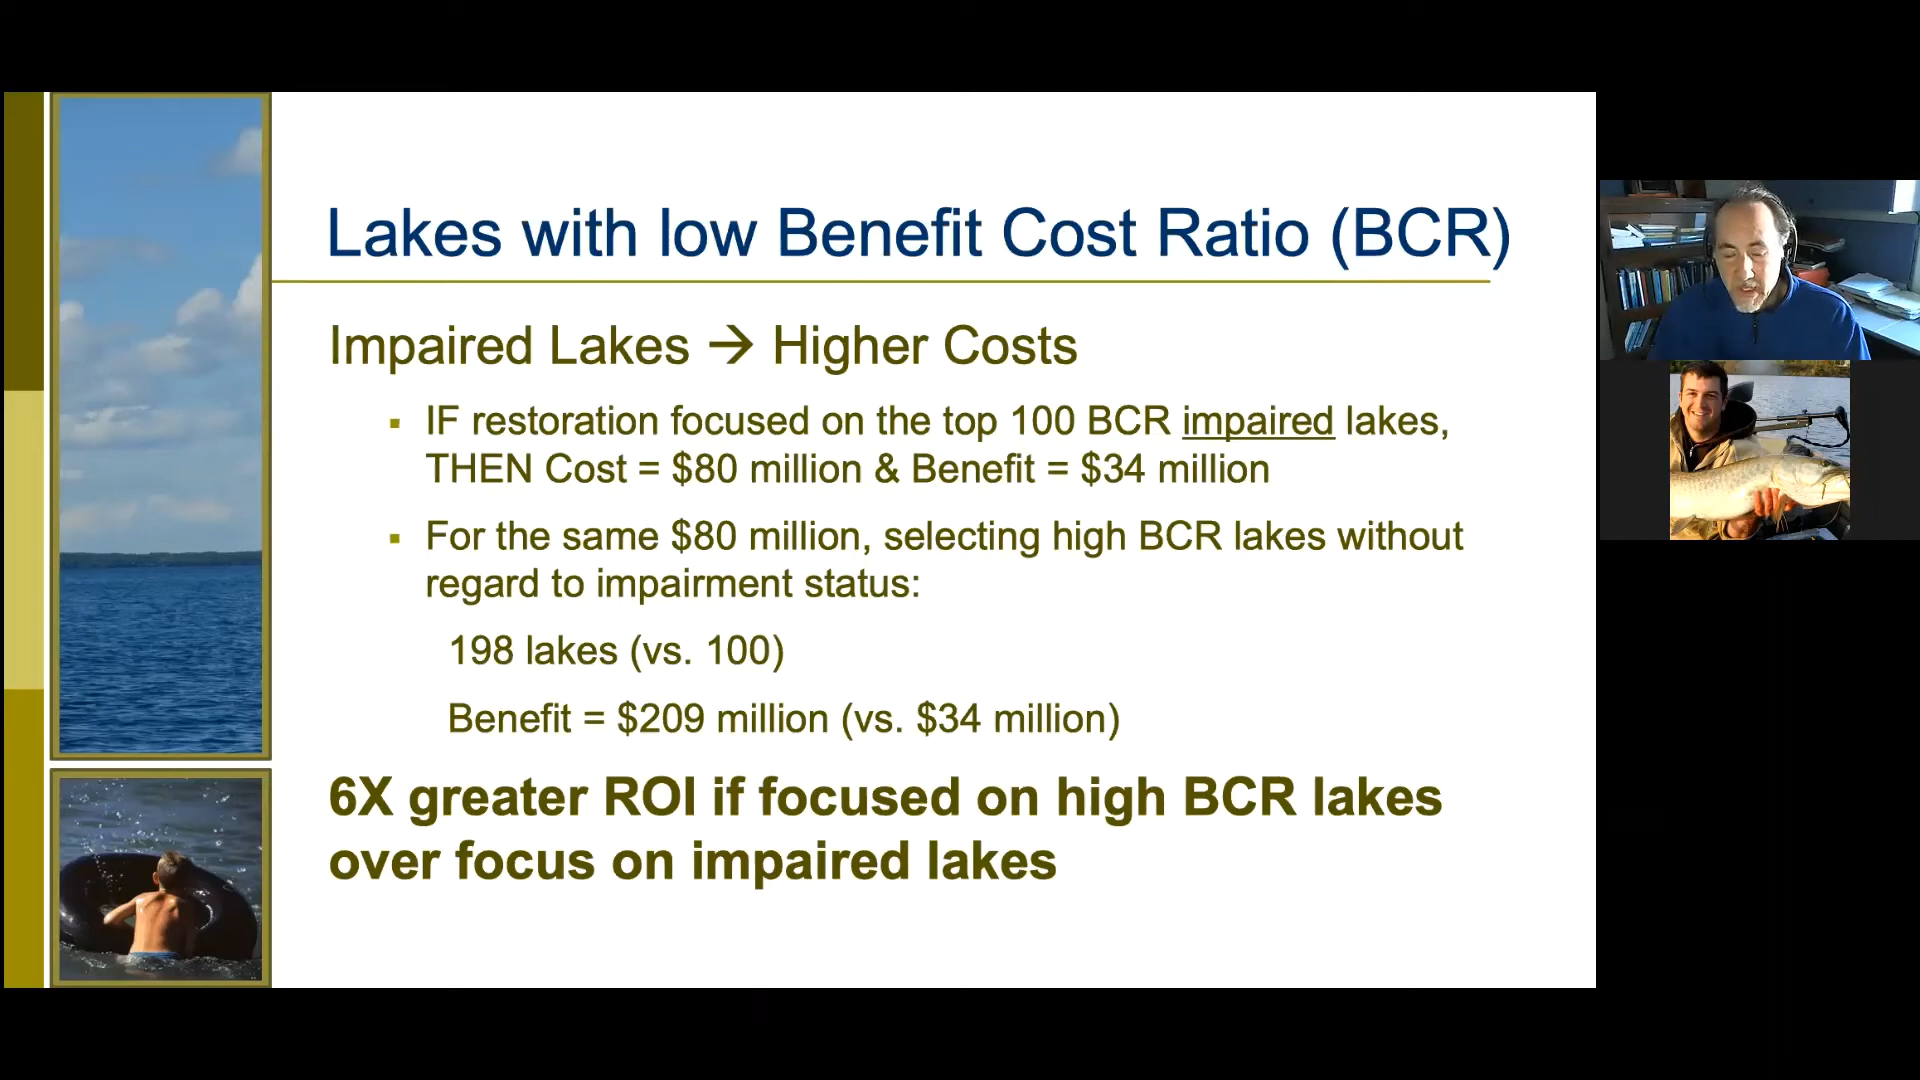 Lakes with low Benefit Cost Ratio (BCR)
Impaired Lakes → Higher Costs
▪ IF restoration focused on the top 100 BCR impaired lakes,
THEN Cost = $80 million & Benefit = $34 million
▪ For the same $80 million, selecting high BCR lakes without
regard to impairment status:
198 lakes (vs. 100)
Benefit = $209 million (vs. $34 million)
6X greater ROI if focused on high BCR lakes
over focus on impaired lakes